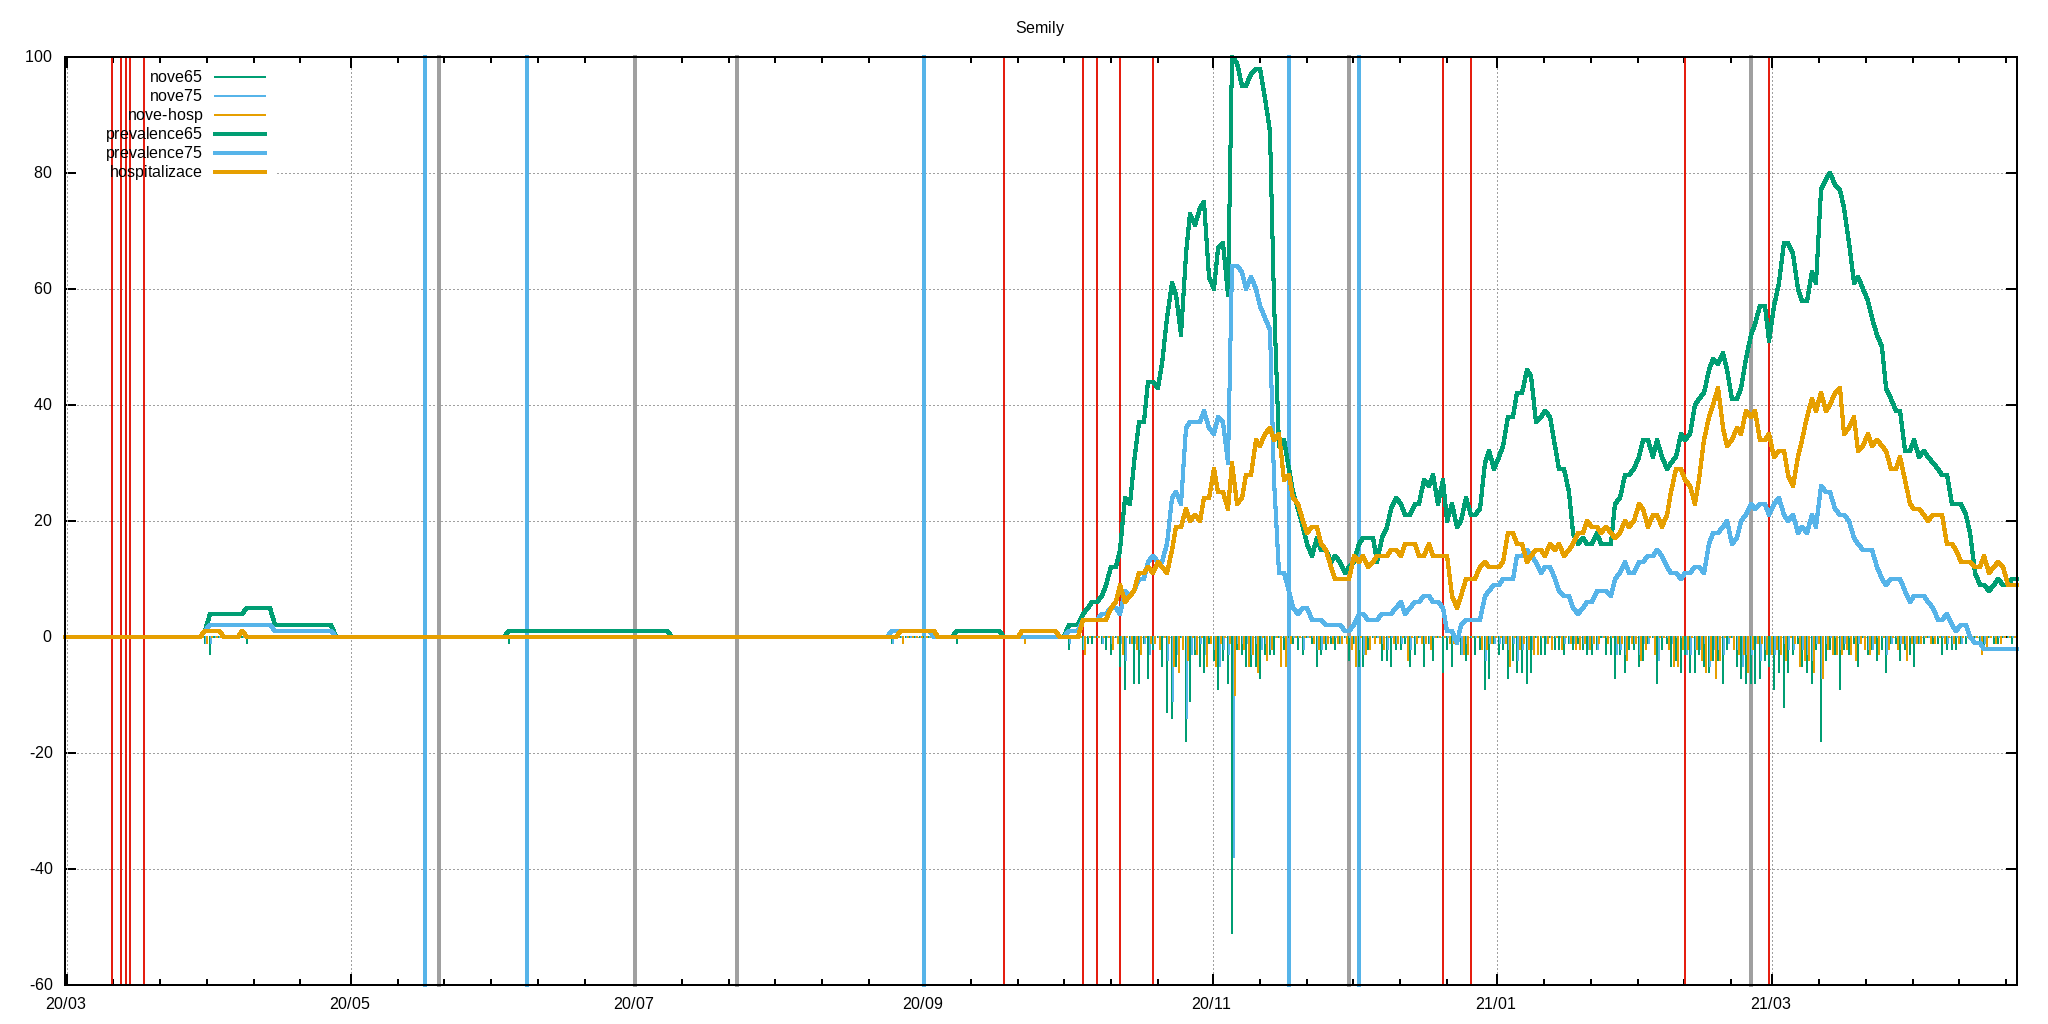 Semily
100
nove65
nove75
nove-hosp
prevalence65
prevalence75
hospitalizace
80
60
40
20
0
-20
-40
-60
20/03 20/05 20/07 20/09 20/11 21/01 21/03